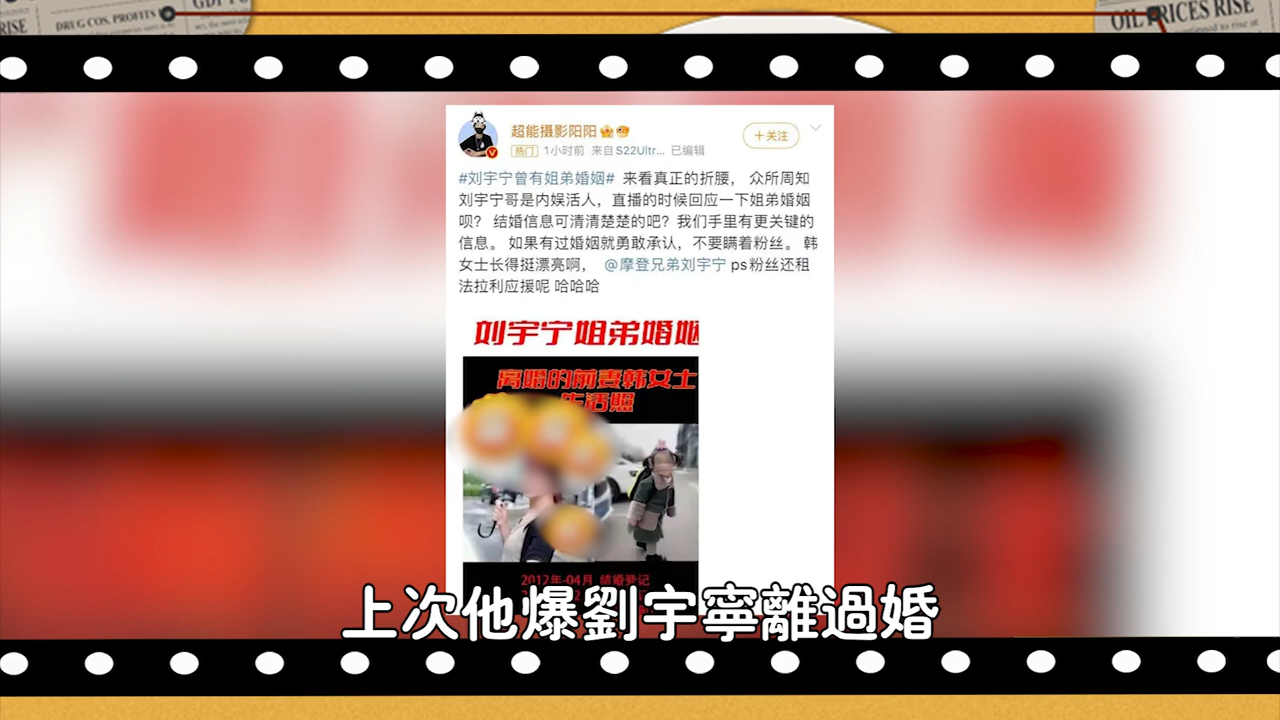 RISE
DRUG COS. PROFITS
GDP
OIL PRICES RISE
超能摄影阳阳
+关注
热门 1小时前 来自 S22Ultr... 已编辑
#刘宇宁曾有姐弟婚姻# 来看真正的折腰， 众所周知
刘宇宁哥是内娱活人，直播的时候回应一下姐弟婚姻
呗？ 结婚信息可清清楚楚的吧？我们手里有更关键的
信息。 如果有过婚姻就勇敢承认，不要瞒着粉丝。 韩
女士长得挺漂亮啊， @摩登兄弟刘宇宁 ps粉丝还租
法拉利应援呢 哈哈哈
刘宇宁姐弟婚姻
离婚的前妻韩女士
生活照
2012年-04月 结婚登记
上次他爆劉宇寧離過婚